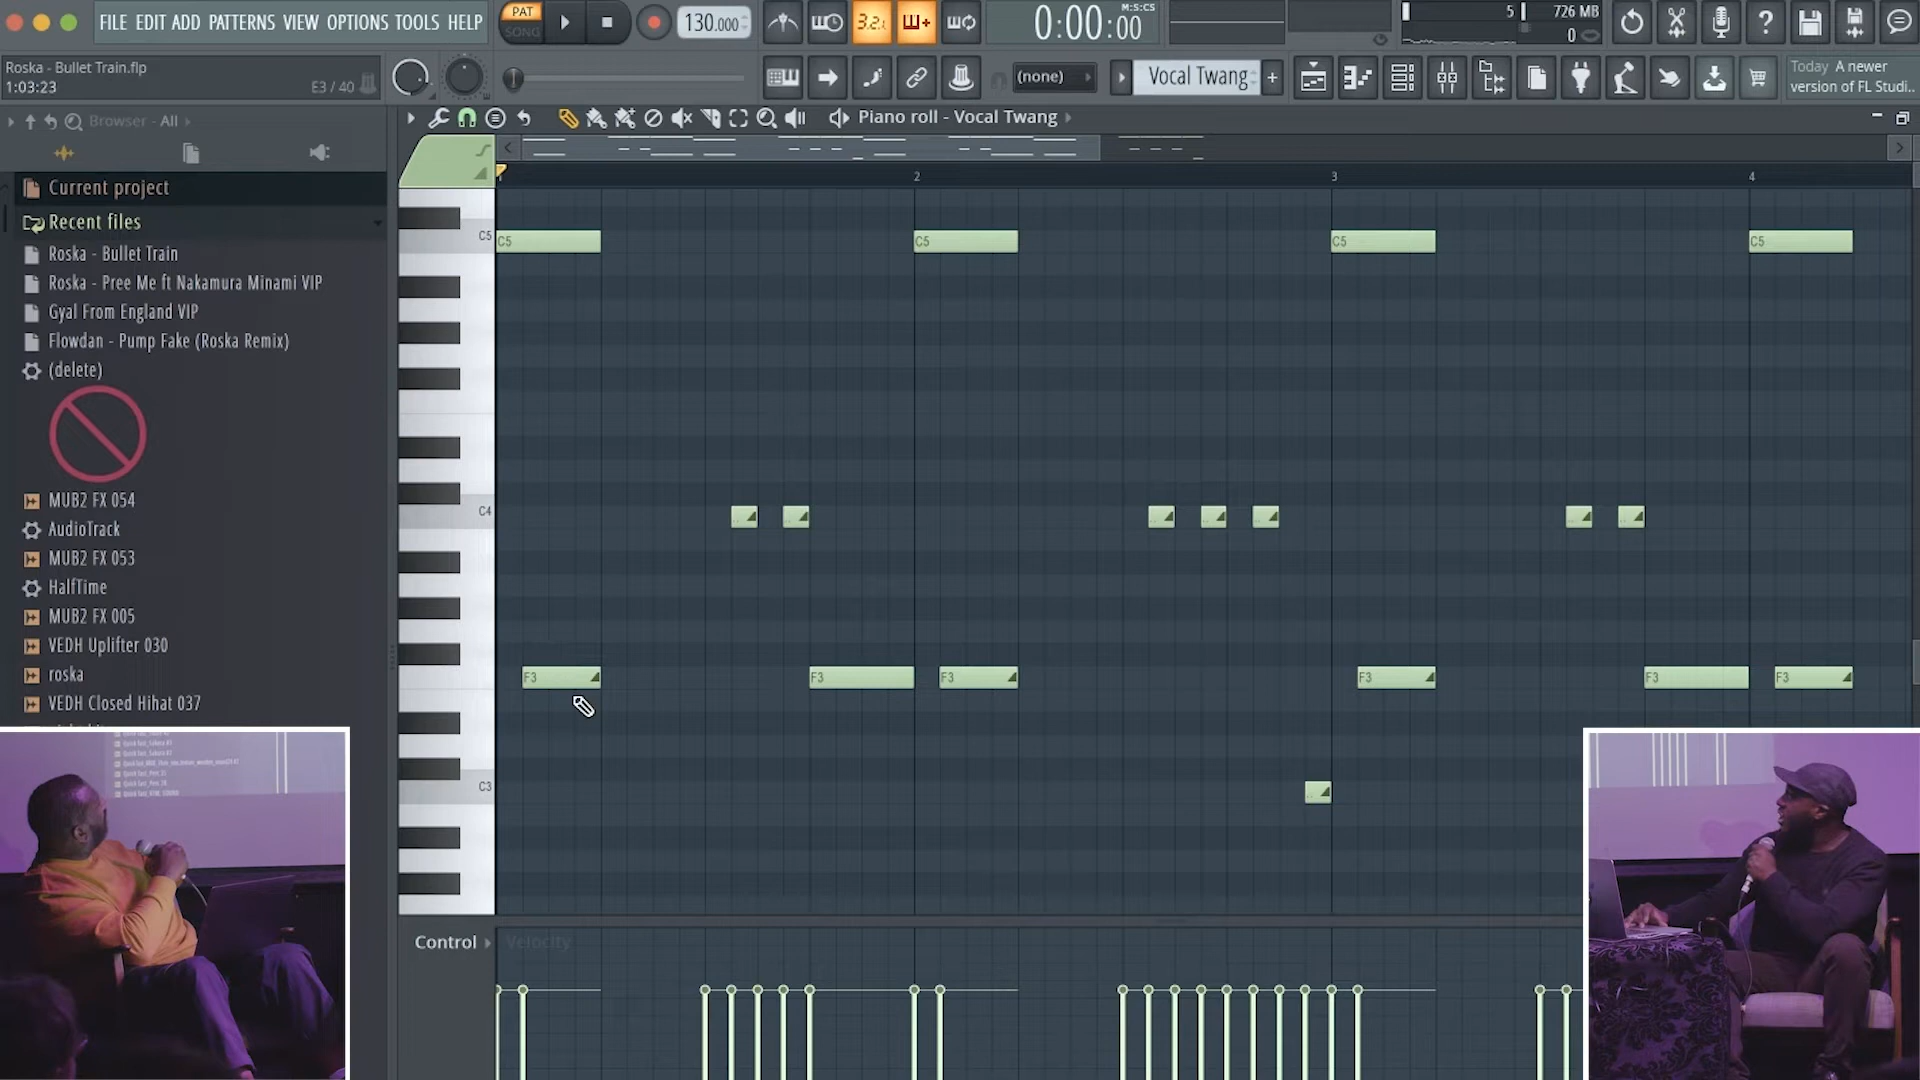 FILE EDIT ADD PATTERNS VIEW OPTIONS TOOLS HELP
PAT
SONG
130.000
3.2.
0:00:00
M:S:CS
5
726 MB
0
Roska - Bullet Train.flp
1:03:23
E3 / 40
(none)
Vocal Twang
Today A newer
version of FL Studi..
Browser - All
Piano roll - Vocal Twang
Current project
Recent files
Roska - Bullet Train
Roska - Pree Me ft Nakamura Minami VIP
Gyal From England VIP
Flowdan - Pump Fake (Roska Remix)
(delete)
MUB2 FX 054
AudioTrack
MUB2 FX 053
HalfTime
MUB2 FX 005
VEDH Uplifter 030
roska
VEDH Closed Hihat 037
2
3
4
C5
C5
C5
C5
C5
C4
F3
F3
F3
F3
F3
F3
C3
Control
Velocity